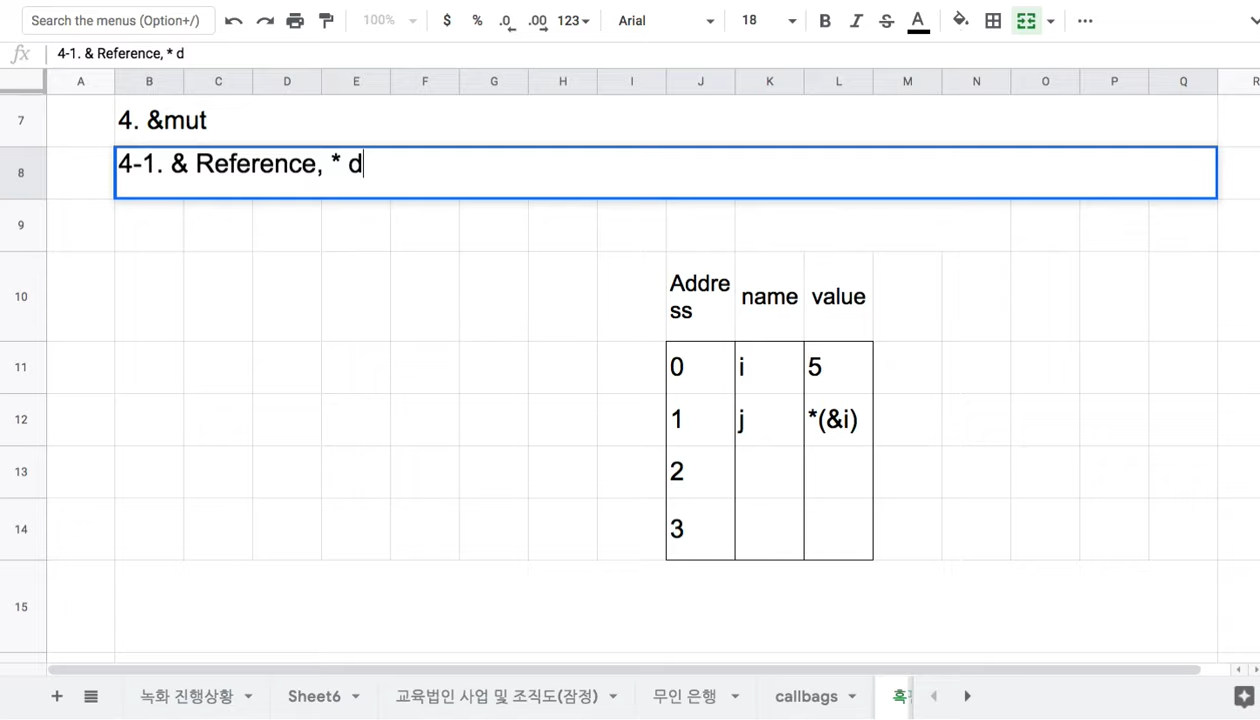 Search the menus (Option+/) 100% $ % .0 .00 123 Arial 18 B I S A
fx 4-1. & Reference, * d
A B C D E F G H I J K L M N O P Q R
7 4. &mut
8 4-1. & Reference, * d
9
10 Addre
ss name value
11 0 i 5
12 1 j *(&i)
13 2
14 3
15
녹화 진행상황 Sheet6 교육법인 사업 및 조직도(잠정) 무인 은행 callbags